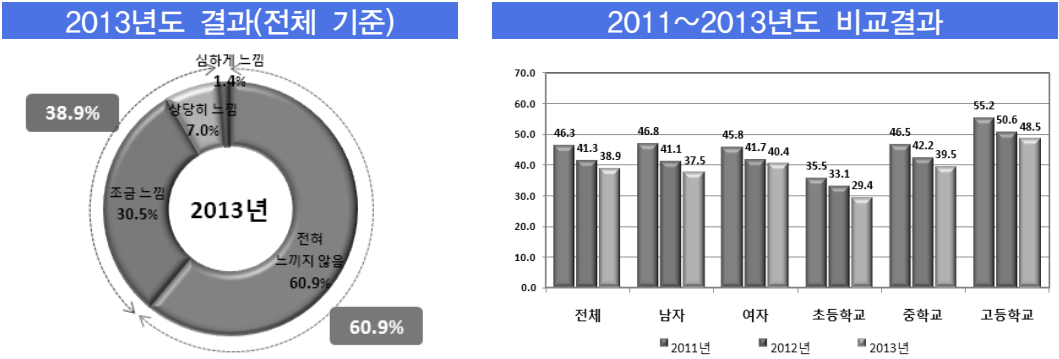 2013년도 결과(전체 기준)
심하게 느낌
1.4%
38.9%
상당히 느낌
7.0%
조금 느낌
30.5%
2013년
전혀
느끼지 않음
60.9%
60.9%
2011~2013년도 비교결과
70.0
60.0
50.0
40.0
30.0
20.0
10.0
0.0
46.3 41.3 38.9
46.8 41.1 37.5
45.8 41.7 40.4
35.5 33.1 29.4
46.5 42.2 39.5
55.2 50.6 48.5
전체 남자 여자 초등학교 중학교 고등학교
2011년 2012년 2013년